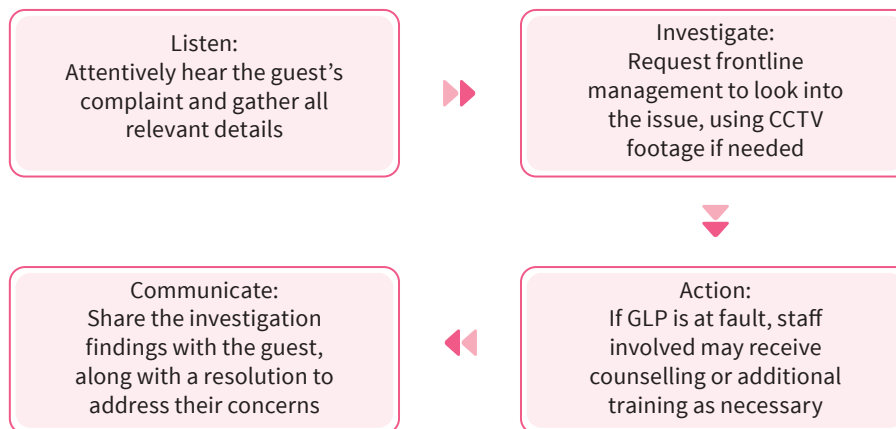 Listen:
Attentively hear the guest’s
complaint and gather all
relevant details
Investigate:
Request frontline
management to look into
the issue, using CCTV
footage if needed
Action:
If GLP is at fault, staff
involved may receive
counselling or additional
training as necessary
Communicate:
Share the investigation
findings with the guest,
along with a resolution to
address their concerns